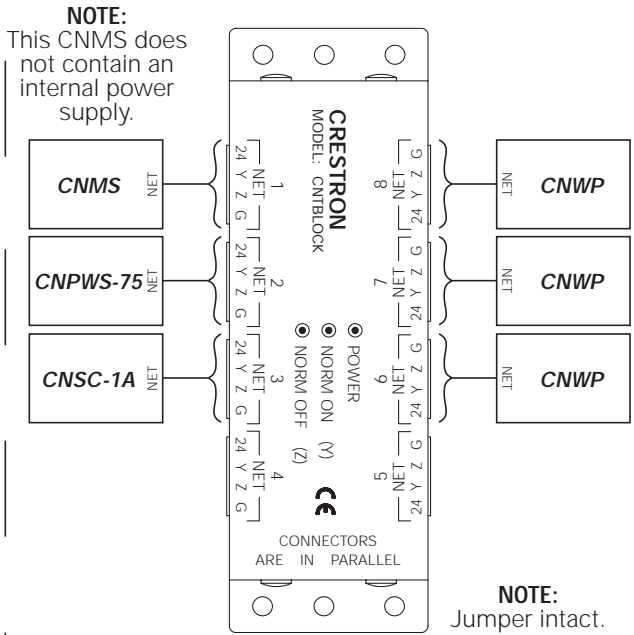 NOTE:
This CNMS does
not contain an
internal power
supply.
CRESTRON
MODEL: CNTBLOCK
CNMS
NET
24 Y Z G
NET
1
CNPWS-75
NET
24 Y Z G
NET
2
CNSC-1A
NET
24 Y Z G
NET
3
24 Y Z G
NET
4
8
NET
24 Y Z G
NET
CNWP
7
NET
24 Y Z G
NET
CNWP
6
NET
24 Y Z G
NET
CNWP
5
NET
24 Y Z G
POWER
NORM ON (Y)
NORM OFF (Z)
CE
CONNECTORS
ARE IN PARALLEL
NOTE:
Jumper intact.